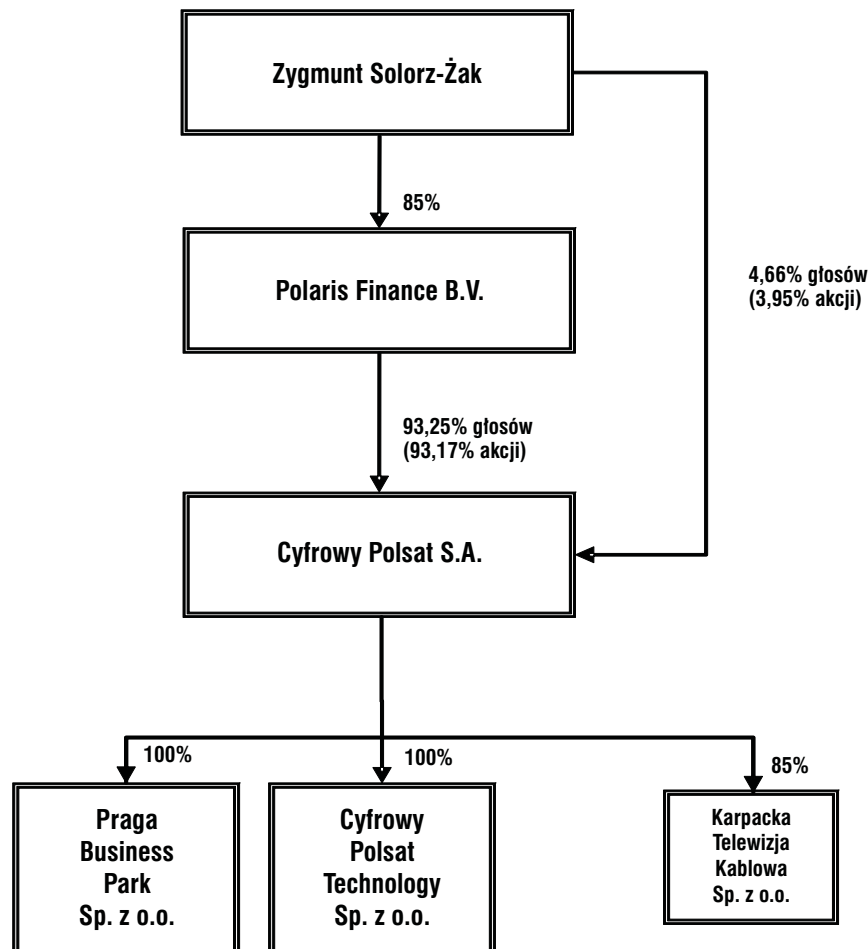 Zygmunt Solorz-Żak
85%
Polaris Finance B.V.
4,66% głosów
(3,95% akcji)
93,25% głosów
(93,17% akcji)
Cyfrowy Polsat S.A.
100%
100%
85%
Praga
Business
Park
Sp. z o.o.
Cyfrowy
Polsat
Technology
Sp. z o.o.
Karpacka
Telewizja
Kablowa
Sp. z o.o.